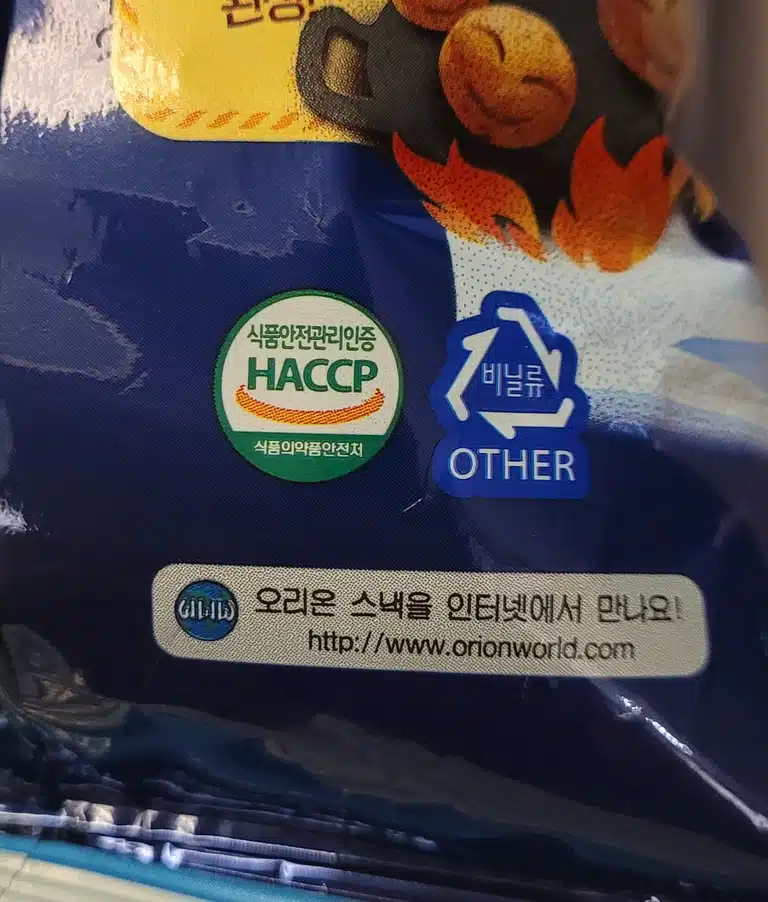 완성!
식품안전관리인증
HACCP
식품의약품안전처
비닐류
OTHER
오리온 스낵을 인터넷에서 만나요!
http://www.orionworld.com